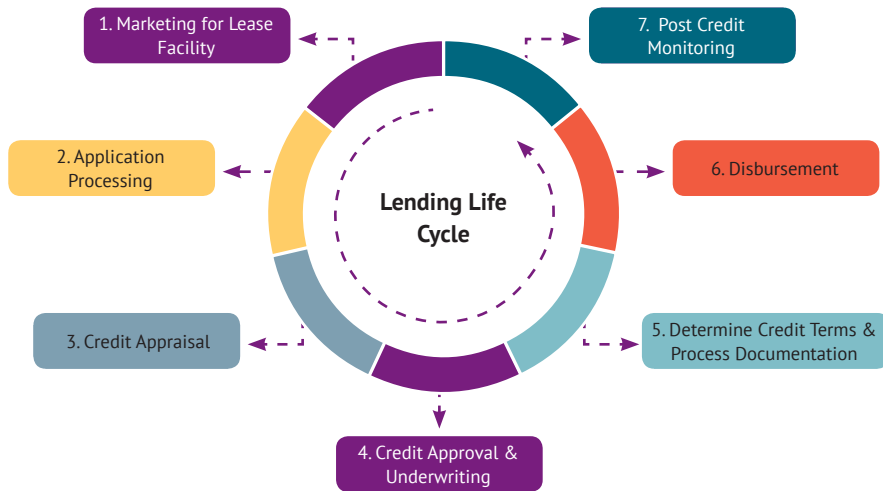 1. Marketing for Lease
Facility
2. Application
Processing
3. Credit Appraisal
4. Credit Approval &
Underwriting
5. Determine Credit Terms &
Process Documentation
6. Disbursement
7. Post Credit
Monitoring
Lending Life
Cycle